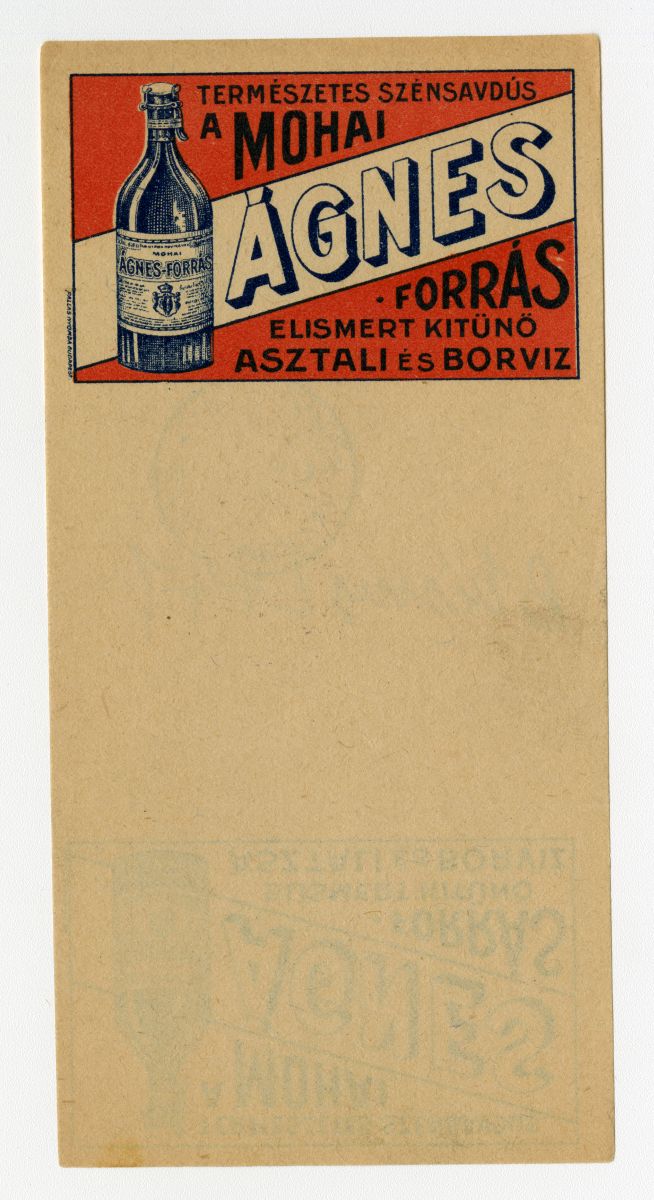 TERMÉSZETES SZÉNSAVDÚS
A MOHAI
ÁGNES
·FORRÁS
ELISMERT KITÜNŐ
ASZTALI ÉS BORVIZ
MOHAI
ÁGNES-FORRÁS